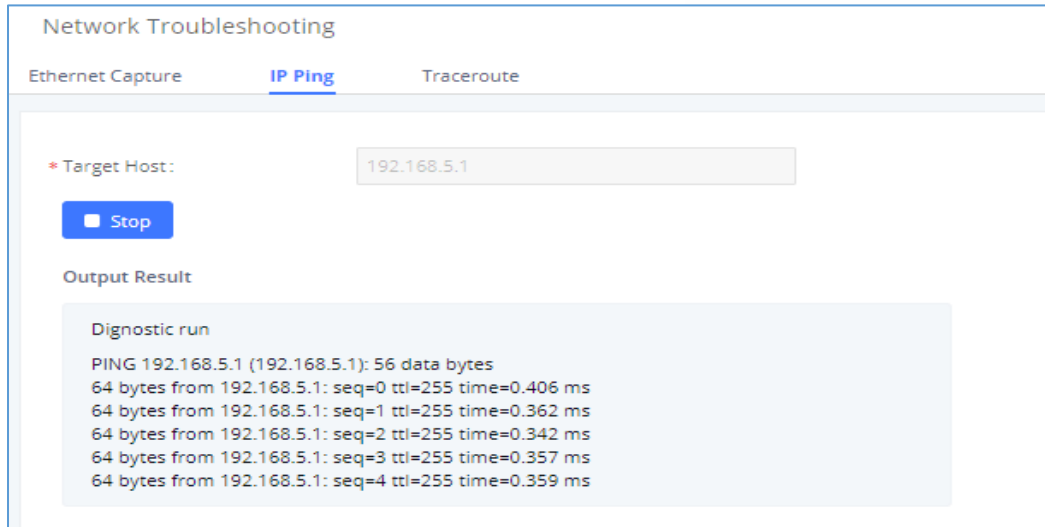 Network Troubleshooting
Ethernet Capture IP Ping Traceroute
* Target Host: 192.168.5.1
Stop
Output Result
Dignostic run
PING 192.168.5.1 (192.168.5.1): 56 data bytes
64 bytes from 192.168.5.1: seq=0 ttl=255 time=0.406 ms
64 bytes from 192.168.5.1: seq=1 ttl=255 time=0.362 ms
64 bytes from 192.168.5.1: seq=2 ttl=255 time=0.342 ms
64 bytes from 192.168.5.1: seq=3 ttl=255 time=0.357 ms
64 bytes from 192.168.5.1: seq=4 ttl=255 time=0.359 ms